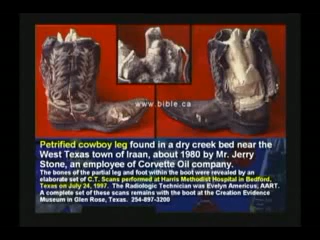 www.bible.ca
Petrified cowboy leg found in a dry creek bed near the
West Texas town of Iraan, about 1980 by Mr. Jerry
Stone, an employee of Corvette Oil company.
The bones of the partial leg and foot within the boot were revealed by an
elaborate set of C.T. Scans performed at Harris Methodist Hospital in Bedford,
Texas on July 24, 1997. The Radiologic Technician was Evelyn Americus, AART.
A complete set of these scans remains with the boot at the Creation Evidence
Museum in Glen Rose, Texas. 254-897-3200